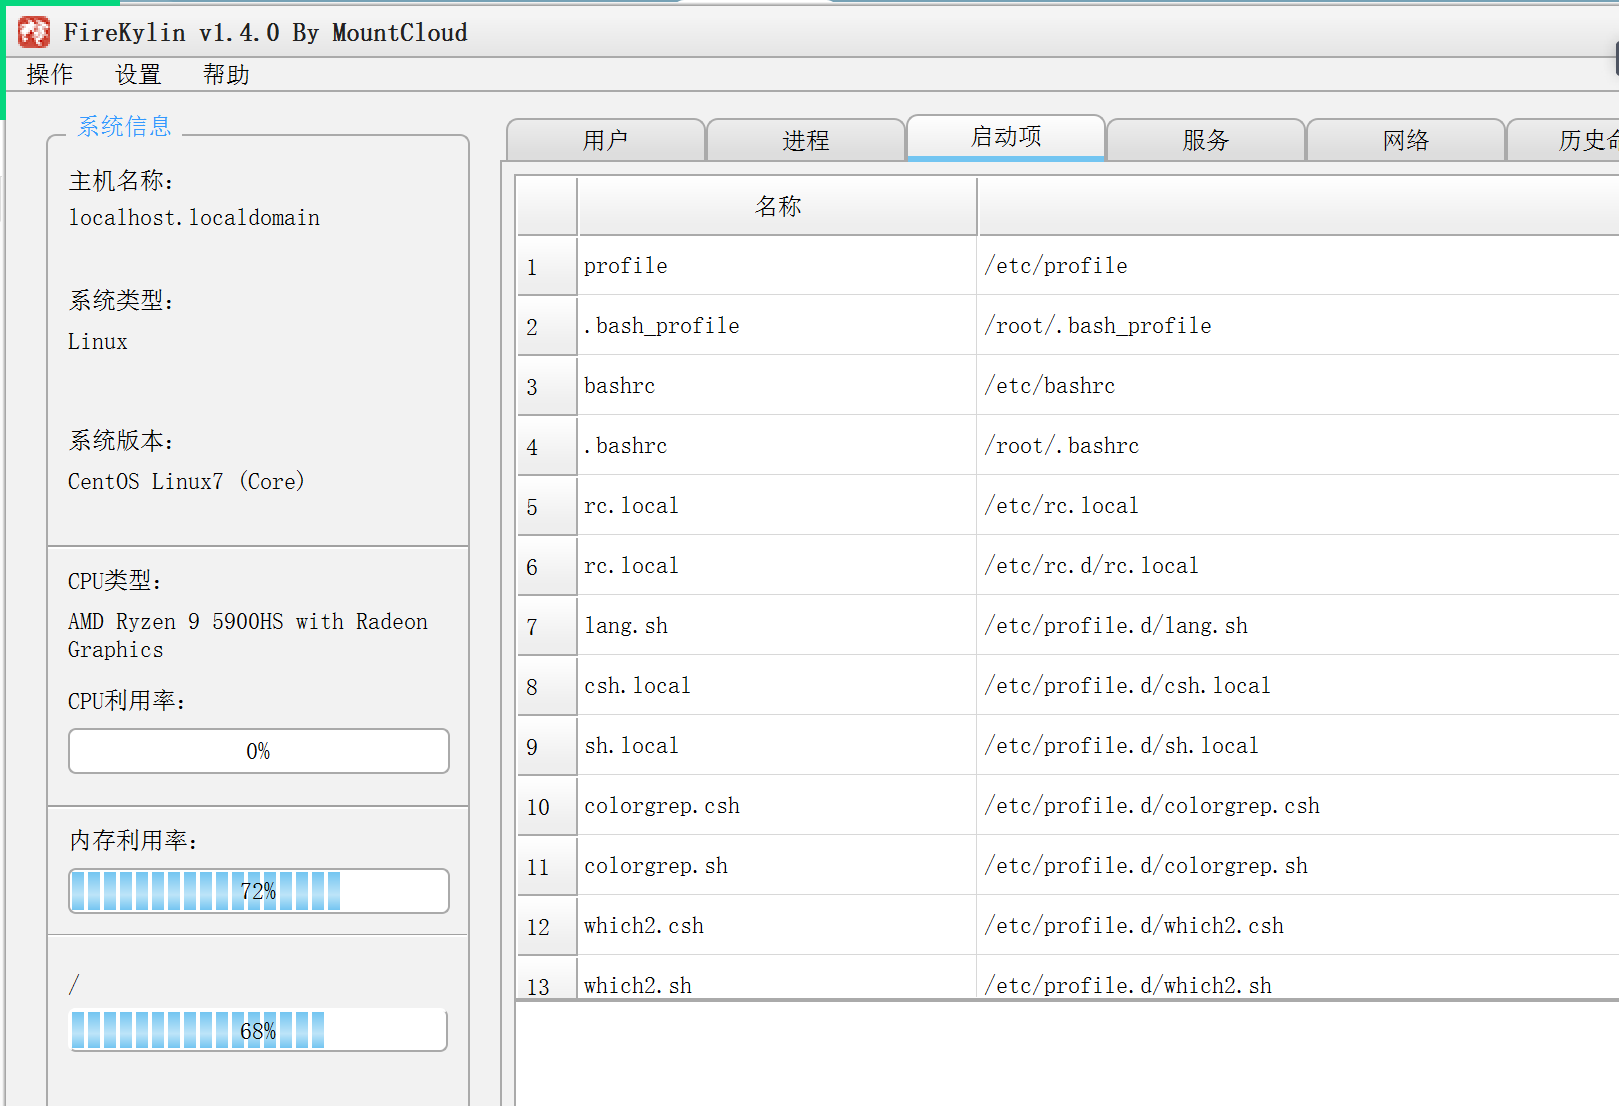 FireKylin v1.4.0 By MountCloud
操作 设置 帮助
系统信息
主机名称:
localhost.localdomain
系统类型:
Linux
系统版本:
CentOS Linux7 (Core)
CPU类型:
AMD Ryzen 9 5900HS with Radeon
Graphics
CPU利用率:
0%
内存利用率:
72%
/
68%
用户 进程 启动项 服务 网络 历史命
名称
1 profile /etc/profile
2 .bash_profile /root/.bash_profile
3 bashrc /etc/bashrc
4 .bashrc /root/.bashrc
5 rc.local /etc/rc.local
6 rc.local /etc/rc.d/rc.local
7 lang.sh /etc/profile.d/lang.sh
8 csh.local /etc/profile.d/csh.local
9 sh.local /etc/profile.d/sh.local
10 colorgrep.csh /etc/profile.d/colorgrep.csh
11 colorgrep.sh /etc/profile.d/colorgrep.sh
12 which2.csh /etc/profile.d/which2.csh
13 which2.sh /etc/profile.d/which2.sh